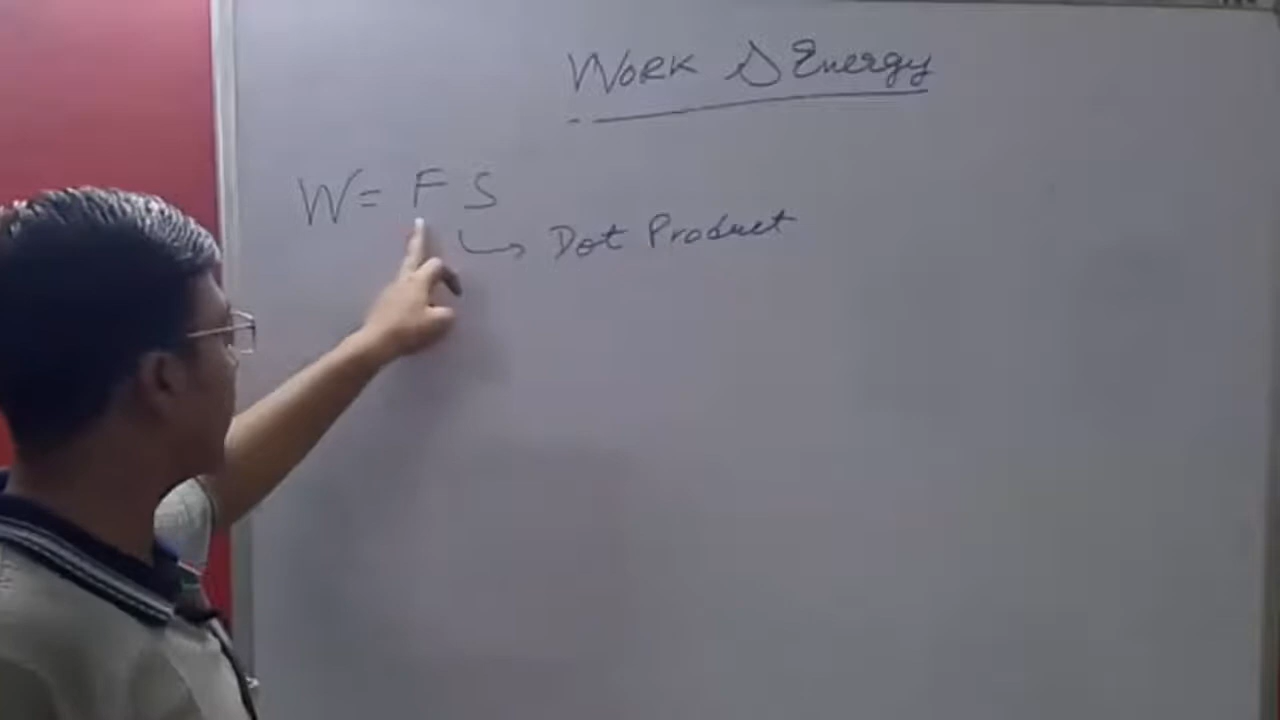 Work & Energy
W= F S
↳ Dot Product